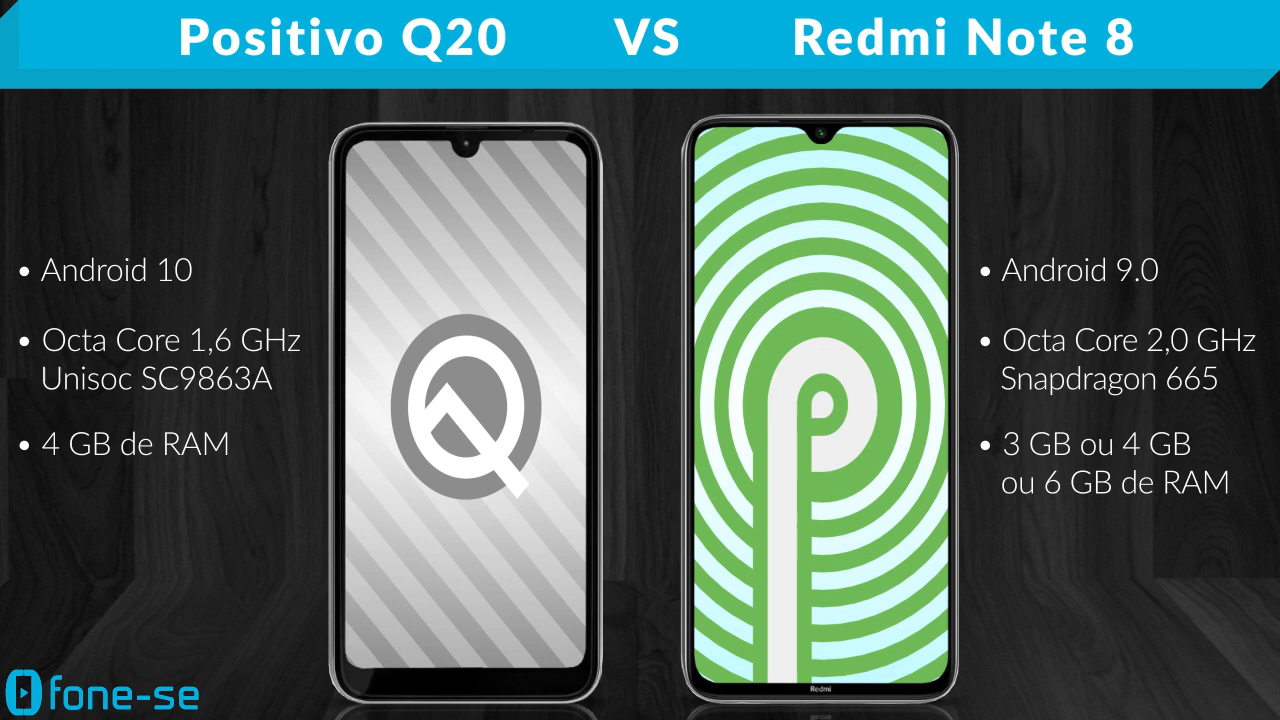 Positivo Q20 VS Redmi Note 8
• Android 10
• Octa Core 1,6 GHz
Unisoc SC9863A
• 4 GB de RAM
• Android 9.0
• Octa Core 2,0 GHz
Snapdragon 665
• 3 GB ou 4 GB
ou 6 GB de RAM
Redmi
fone-se